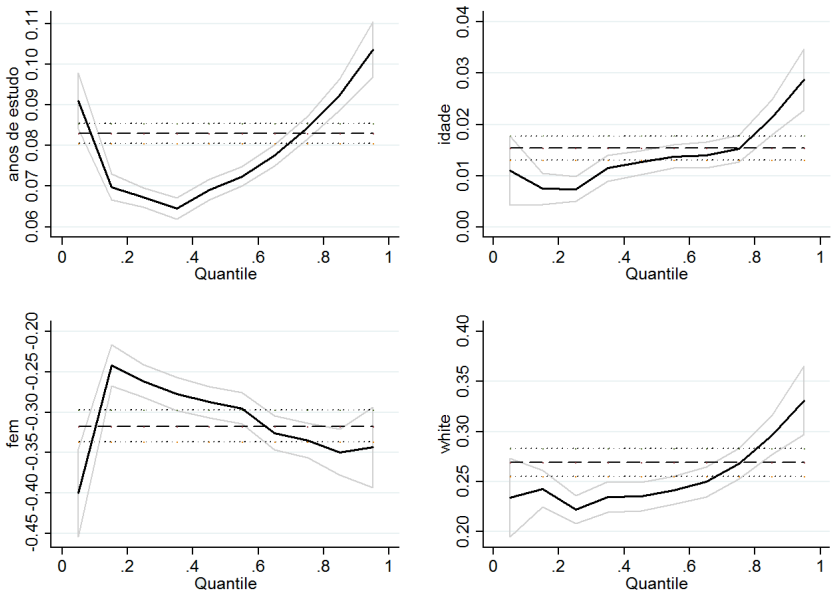 anos de estudo
0.06 0.07 0.08 0.09 0.10 0.11
0 .2 .4 .6 .8 1
Quantile
idade
0.00 0.01 0.02 0.03 0.04
0 .2 .4 .6 .8 1
Quantile
fem
-0.45 -0.40 -0.35 -0.30 -0.25 -0.20
0 .2 .4 .6 .8 1
Quantile
white
0.20 0.25 0.30 0.35 0.40
0 .2 .4 .6 .8 1
Quantile